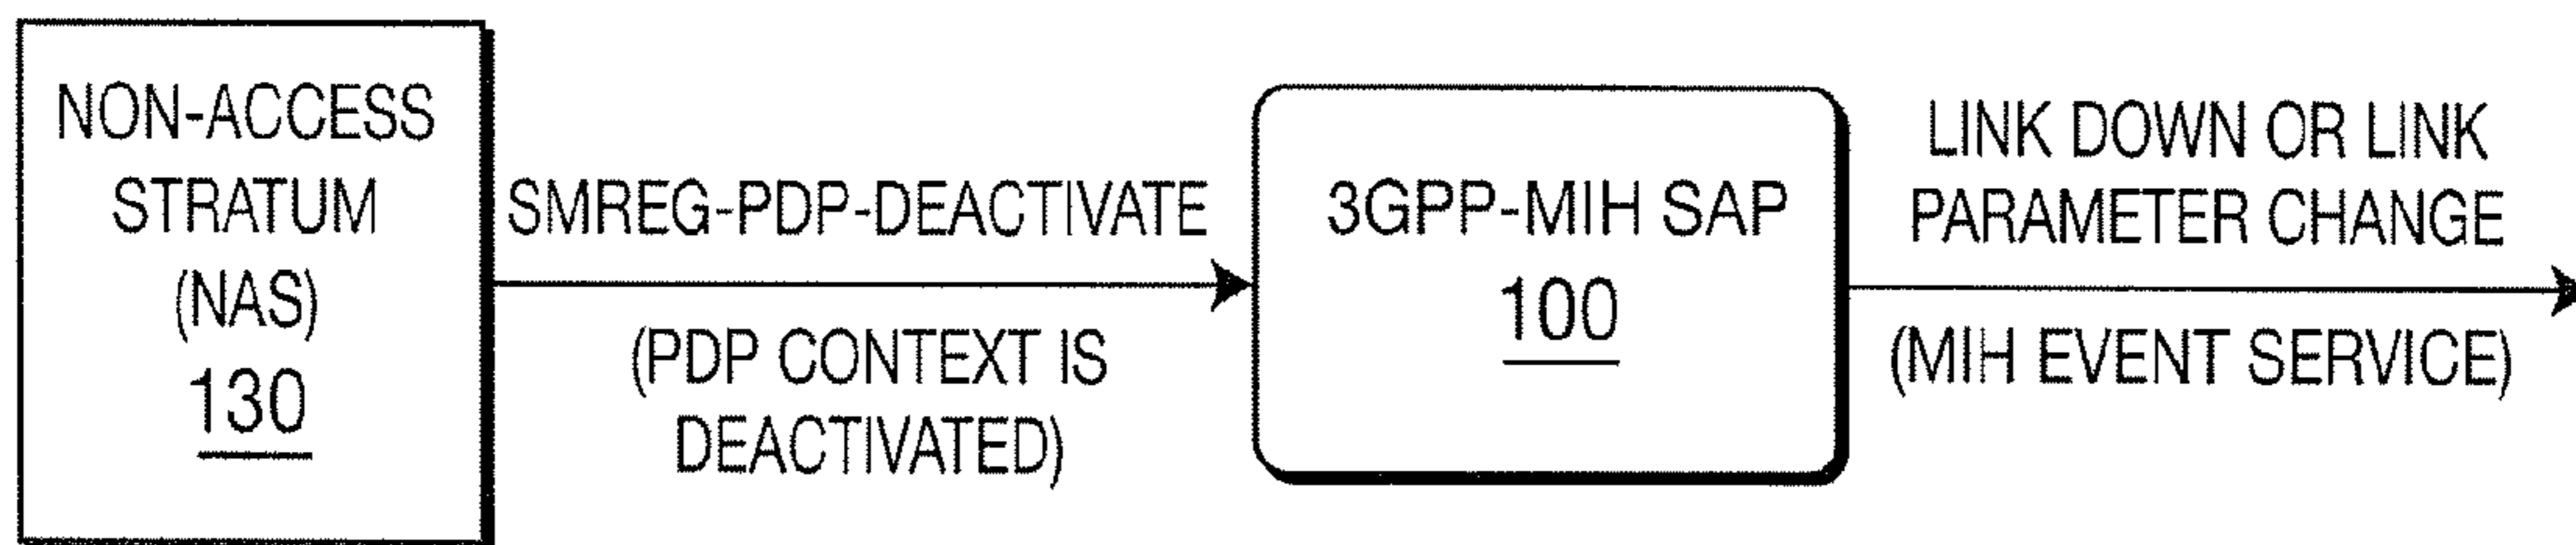 NON-ACCESS
STRATUM
(NAS)
130
SMREG-PDP-DEACTIVATE
(PDP CONTEXT IS
DEACTIVATED)
3GPP-MIH SAP
100
LINK DOWN OR LINK
PARAMETER CHANGE
(MIH EVENT SERVICE)